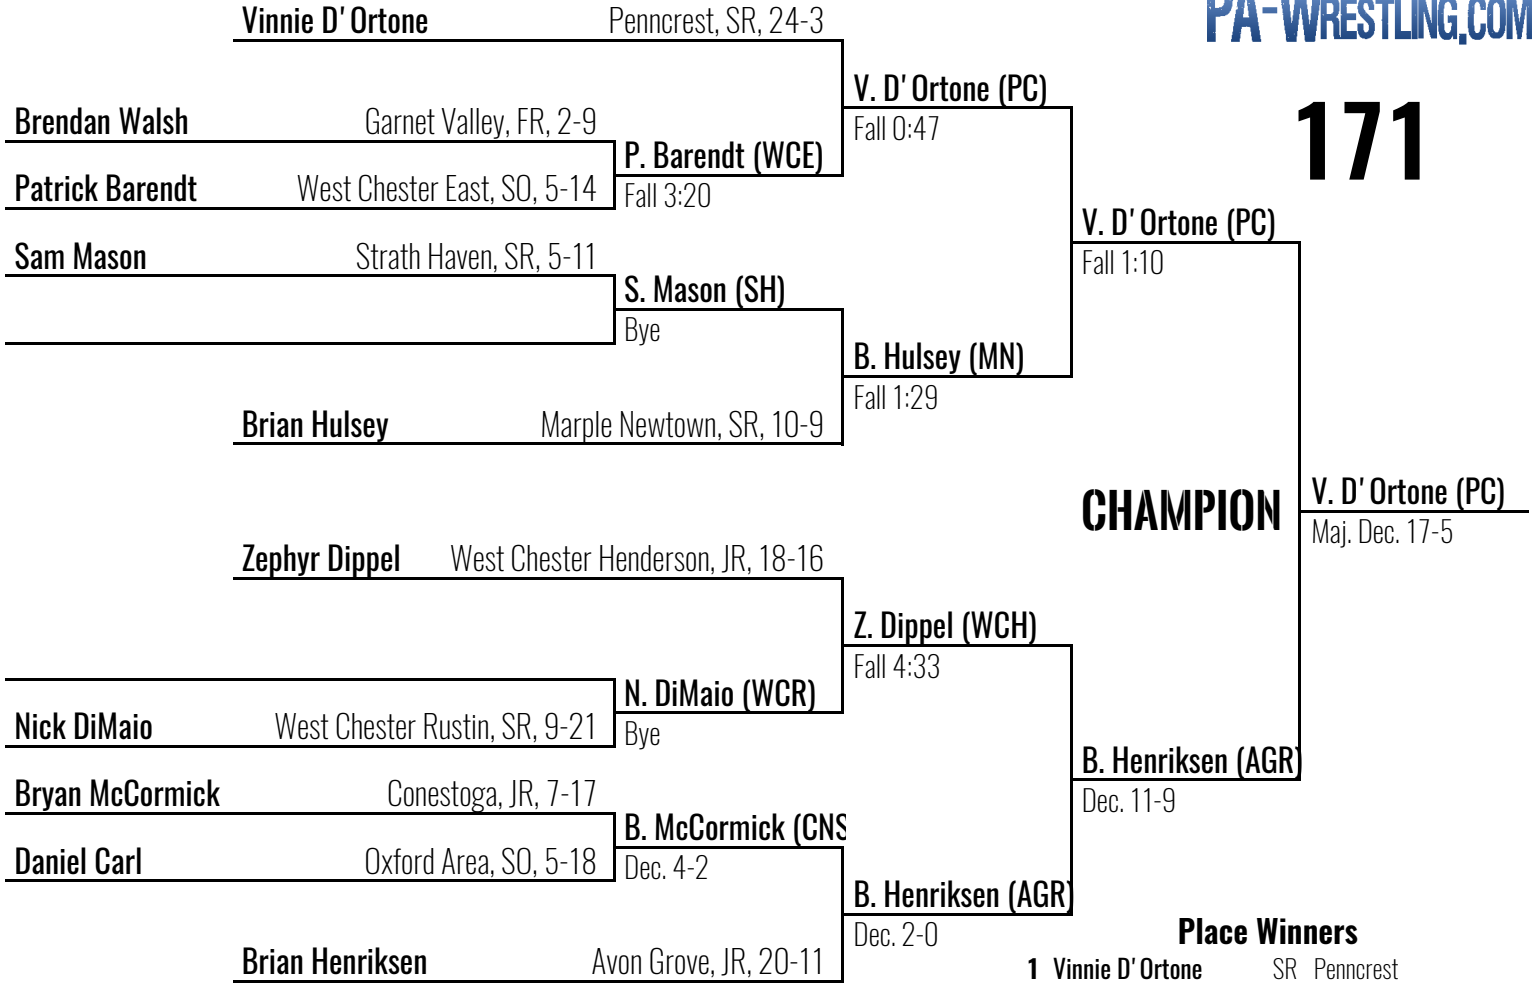 PA-WRESTLING.COM
171
Vinnie D'Ortone Penncrest, SR, 24-3
V. D'Ortone (PC)
Fall 0:47
Brendan Walsh Garnet Valley, FR, 2-9
P. Barendt (WCE)
Fall 3:20
Patrick Barendt West Chester East, SO, 5-14
V. D'Ortone (PC)
Fall 1:10
Sam Mason Strath Haven, SR, 5-11
S. Mason (SH)
Bye
B. Hulsey (MN)
Fall 1:29
Brian Hulsey Marple Newtown, SR, 10-9
CHAMPION
V. D'Ortone (PC)
Maj. Dec. 17-5
Zephyr Dippel West Chester Henderson, JR, 18-16
Z. Dippel (WCH)
Fall 4:33
N. DiMaio (WCR)
Bye
Nick DiMaio West Chester Rustin, SR, 9-21
B. Henriksen (AGR)
Dec. 11-9
Bryan McCormick Conestoga, JR, 7-17
B. McCormick (CNS
Dec. 4-2
Daniel Carl Oxford Area, SO, 5-18
B. Henriksen (AGR)
Dec. 2-0
Brian Henriksen Avon Grove, JR, 20-11
Place Winners
1 Vinnie D'Ortone SR Penncrest